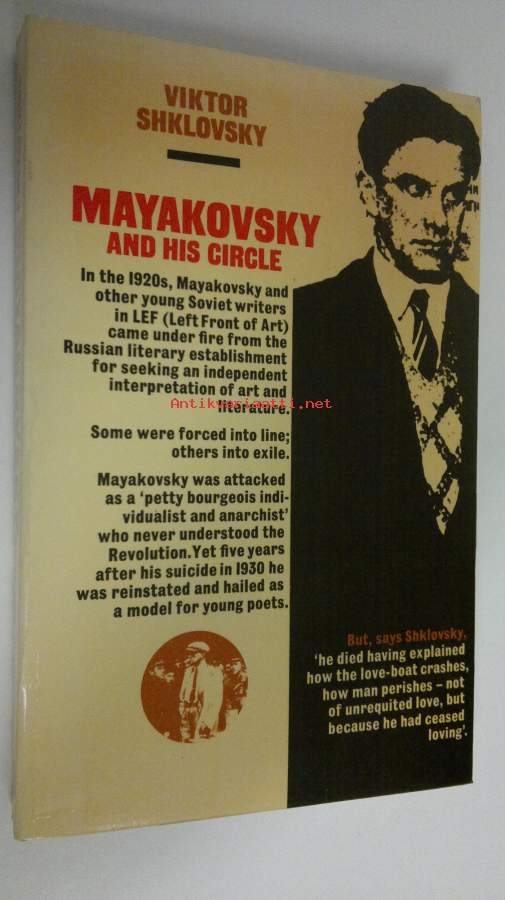 VIKTOR
SHKLOVSKY
MAYAKOVSKY
AND HIS CIRCLE
In the 1920s, Mayakovsky and
other young Soviet writers
in LEF (Left Front of Art)
came under fire from the
Russian literary establishment
for seeking an independent
interpretation of art and
literature.
Antikvariantti.net
Some were forced into line;
others into exile.
Mayakovsky was attacked
as a ‘petty bourgeois indi-
vidualist and anarchist’
who never understood the
Revolution. Yet five years
after his suicide in 1930 he
was reinstated and hailed as
a model for young poets.
But, says Shklovsky,
‘he died having explained
how the love-boat crashes,
how man perishes – not
of unrequited love, but
because he had ceased
loving’.